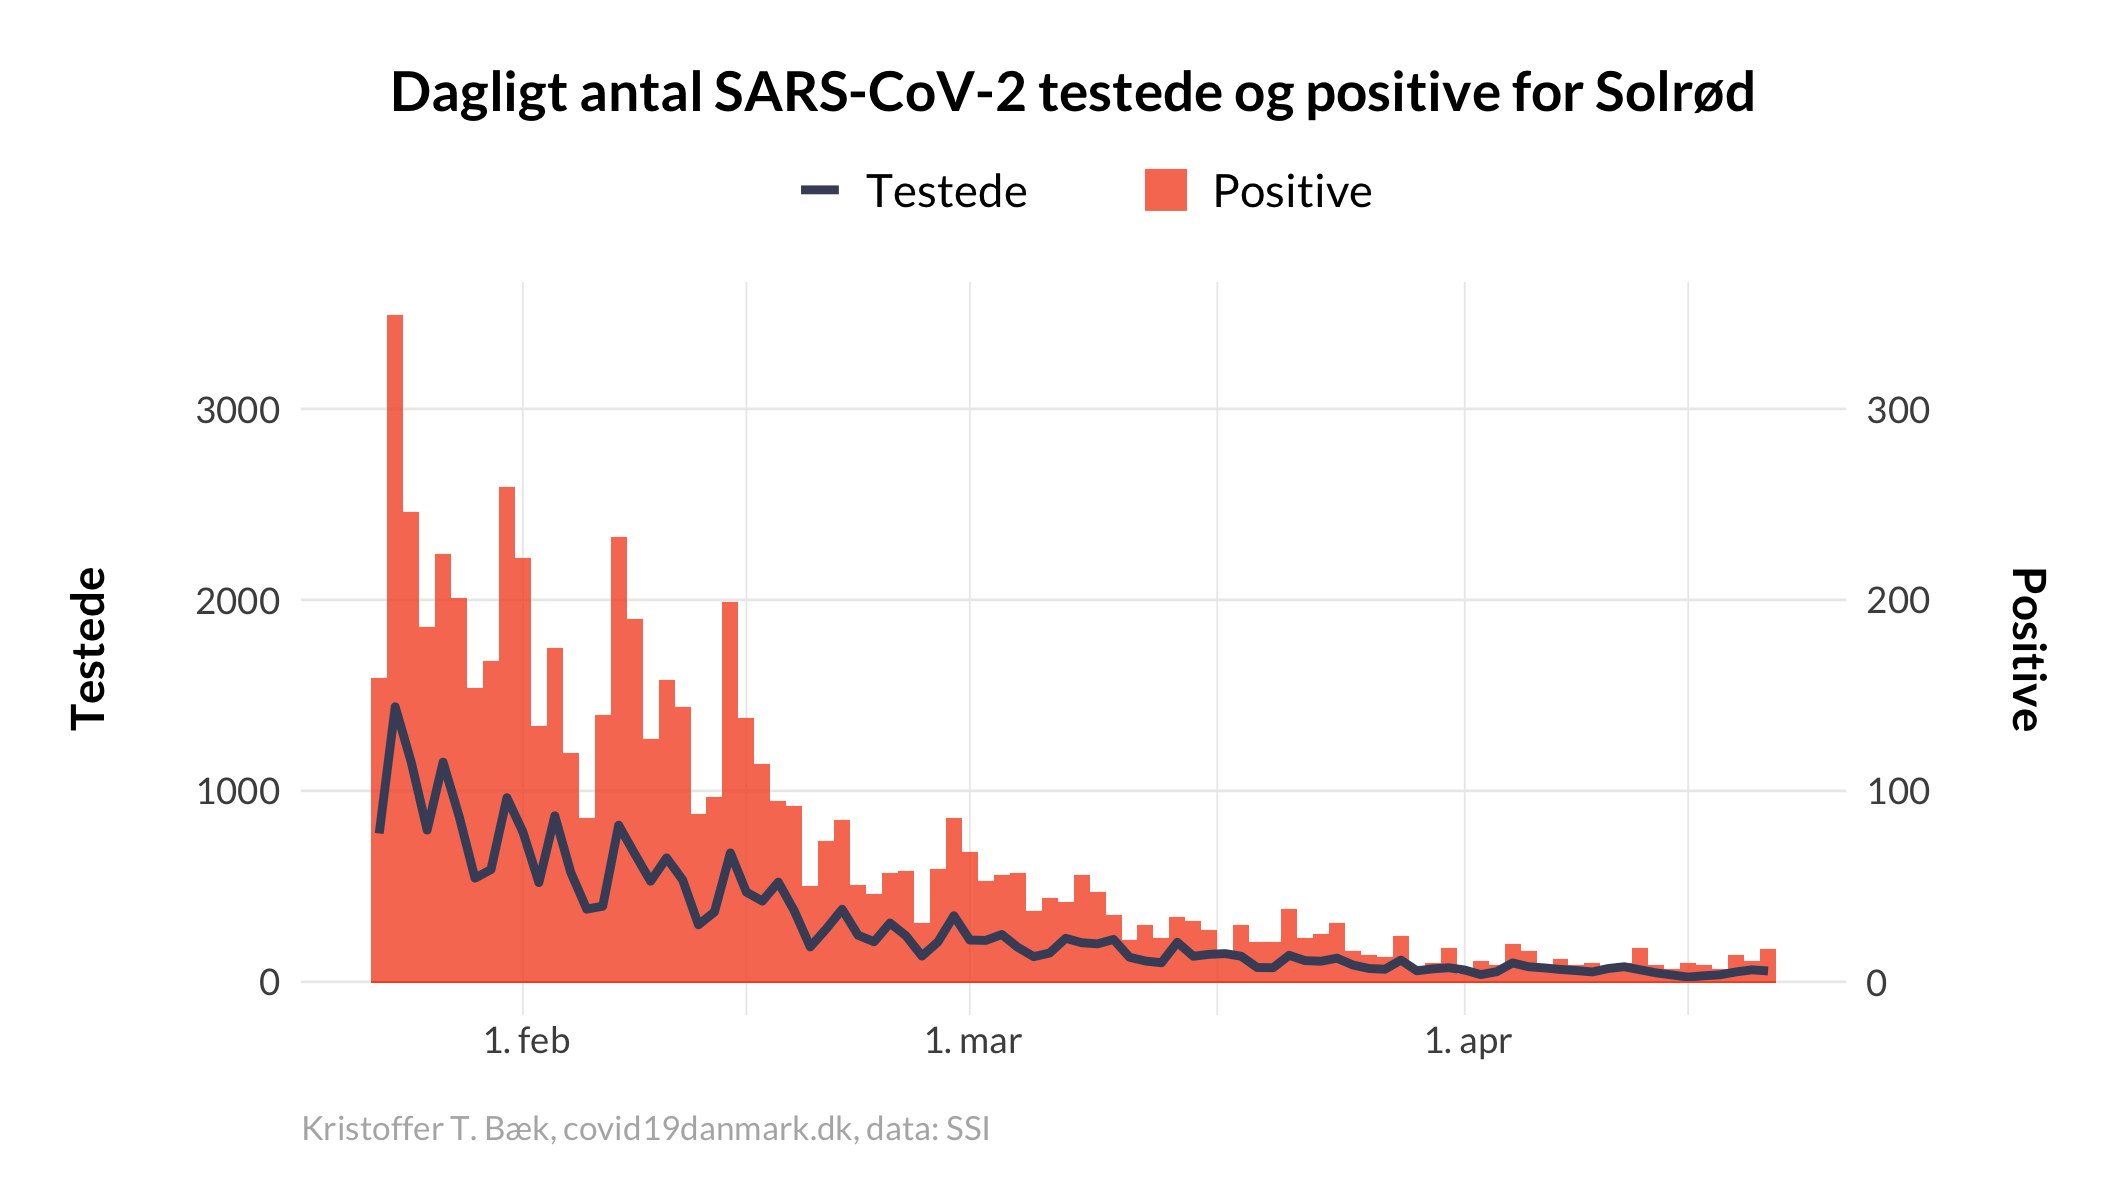 Dagligt antal SARS-CoV-2 testede og positive for Solrød
Testede
Positive
3000
2000
1000
0
300
200
100
0
Testede
Positive
1. feb
1. mar
1. apr
Kristoffer T. Bæk, covid19danmark.dk, data: SSI